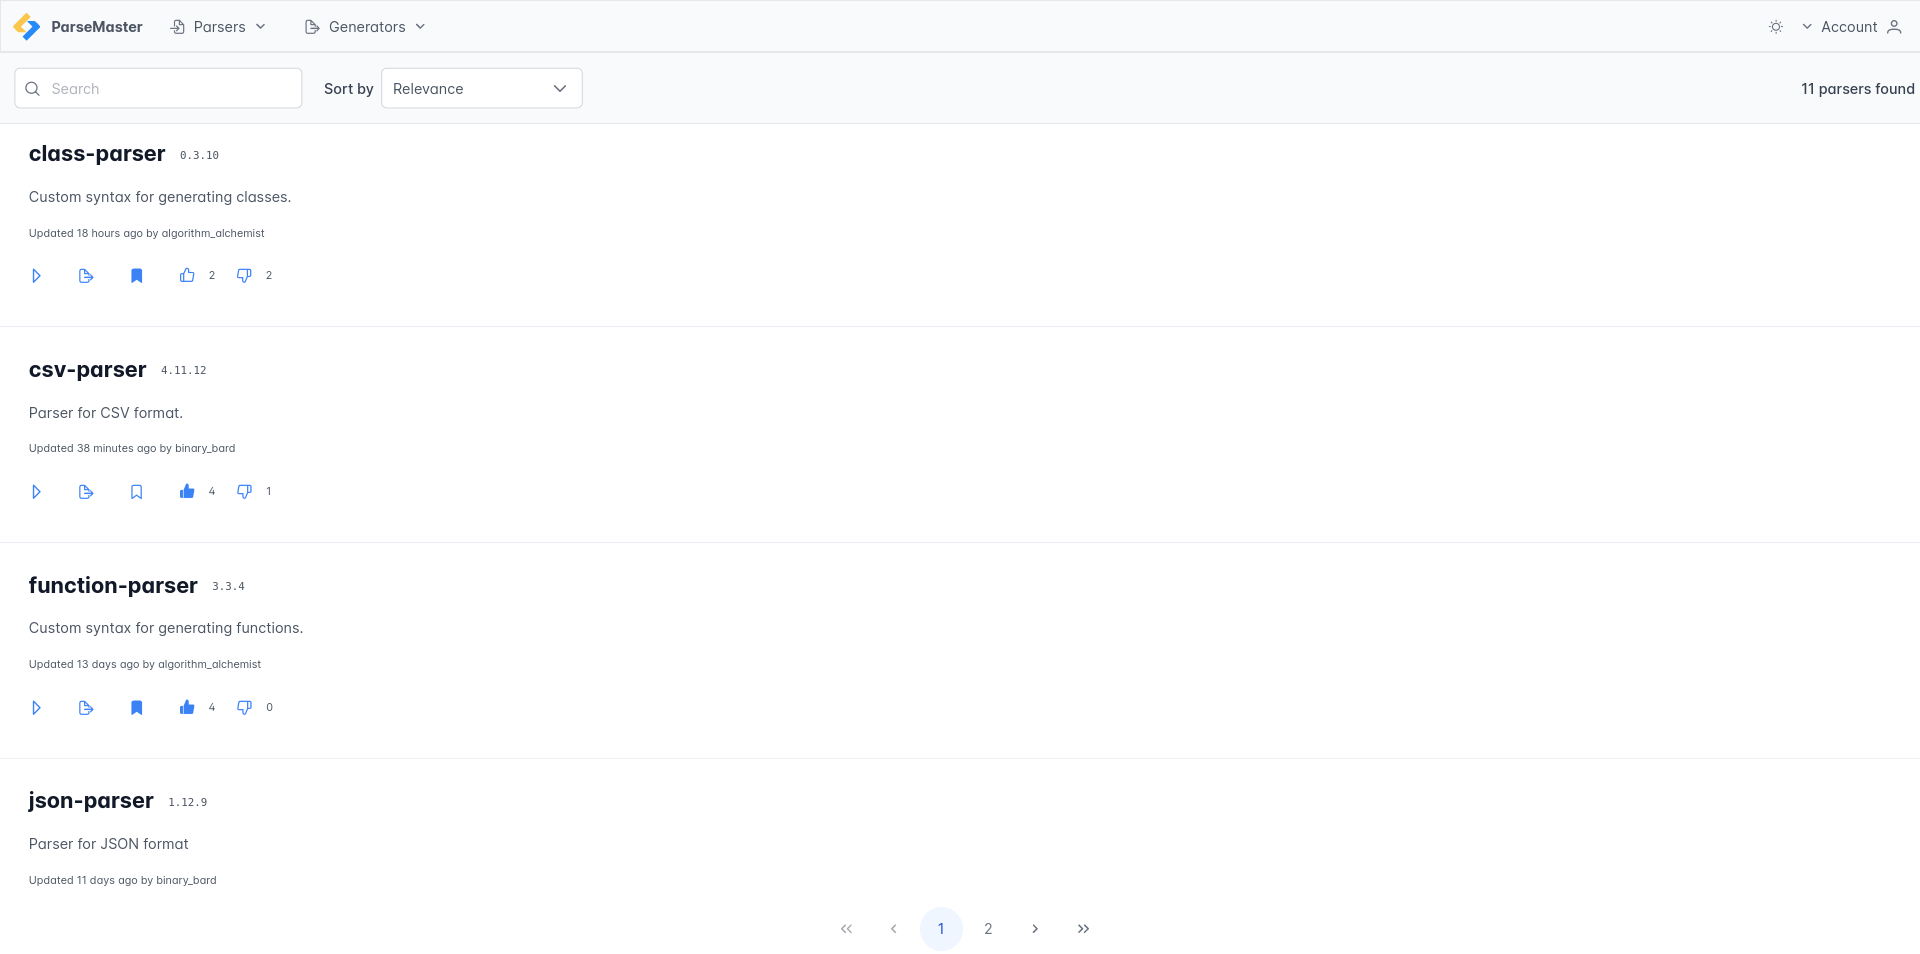 ParseMaster Parsers Generators Account
Search Sort by Relevance 11 parsers found
class-parser 0.3.10
Custom syntax for generating classes.
Updated 18 hours ago by algorithm_alchemist
2 2
csv-parser 4.11.12
Parser for CSV format.
Updated 38 minutes ago by binary_bard
4 1
function-parser 3.3.4
Custom syntax for generating functions.
Updated 13 days ago by algorithm_alchemist
4 0
json-parser 1.12.9
Parser for JSON format
Updated 11 days ago by binary_bard
1 2